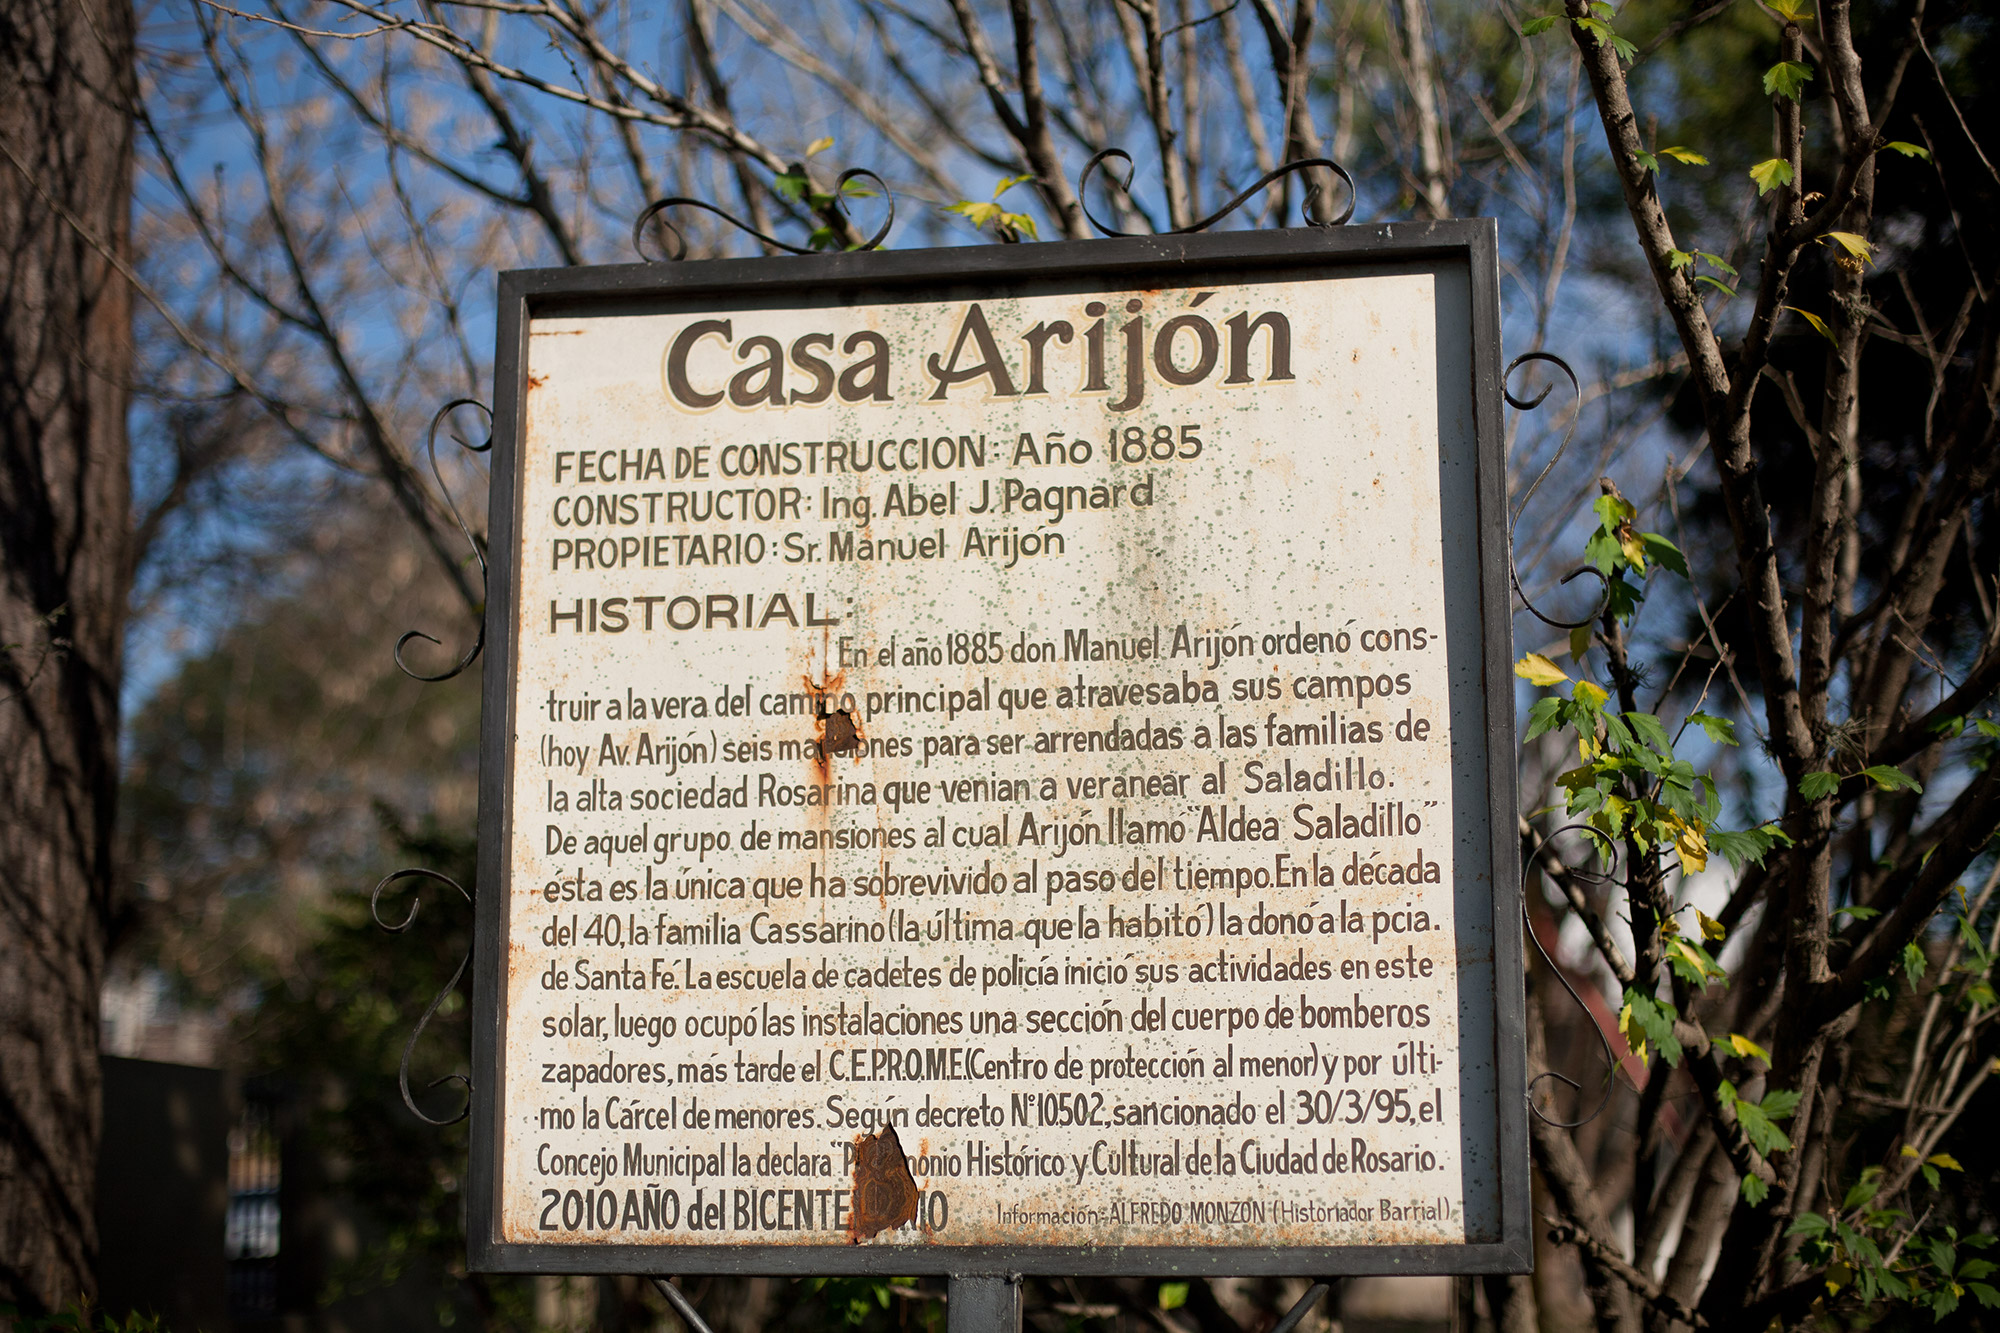 Casa Arijón
FECHA DE CONSTRUCCION: Año 1885
CONSTRUCTOR: Ing. Abel J. Pagnard
PROPIETARIO: Sr. Manuel Arijón
HISTORIAL:
En el año 1885 don Manuel Arijón ordenó cons-
truir a la vera del camino principal que atravesaba sus campos
(hoy Av. Arijón) seis mansiones para ser arrendadas a las familias de
la alta sociedad Rosarina que venian a veranear al Saladillo.
De aquel grupo de mansiones al cual Arijón llamó "Aldea Saladillo"
ésta es la única que ha sobrevivido al paso del tiempo. En la década
del 40, la familia Cassarino (la última que la habitó) la donó a la pcia.
de Santa Fé. La escuela de cadetes de policía inició sus actividades en este
solar, luego ocupó las instalaciones una sección del cuerpo de bomberos
zapadores, más tarde el C.E.P.R.O.M.E.(Centro de protección al menor) y por últi-
mo la Cárcel de menores. Según decreto N°10.502, sancionado el 30/3/95, el
Concejo Municipal la declara "Patrimonio Histórico y Cultural de la Ciudad de Rosario.
2010 AÑO del BICENTENARIO
Información: ALFREDO MONZON (Historiador Barrial)